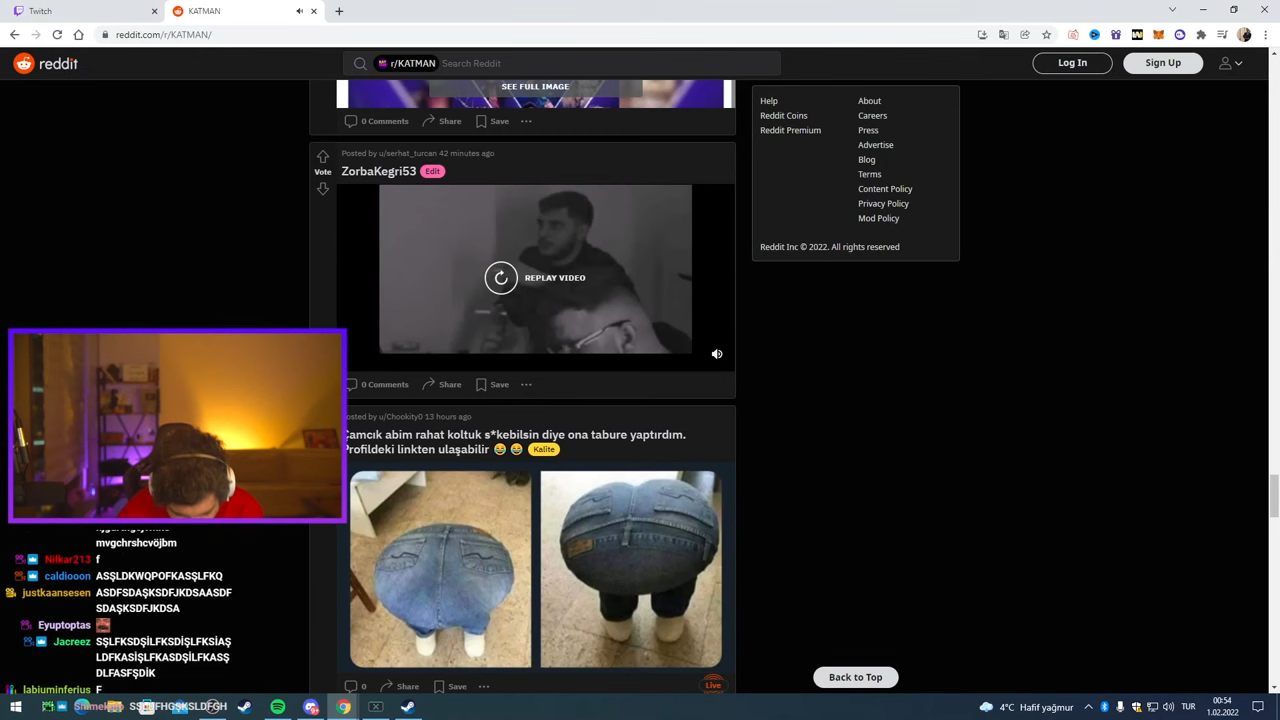 Twitch
KATMAN
reddit.com/r/KATMAN/
reddit
r/KATMAN
Search Reddit
Log In
Sign Up
SEE FULL IMAGE
0 Comments
Share
Save
Posted by u/serhat_turcan 42 minutes ago
Vote
ZorbaKegri53
Edit
REPLAY VIDEO
0 Comments
Share
Save
osted by u/Chookity0 13 hours ago
Çamcık abim rahat koltuk s*kebilsin diye ona tabure yaptırdım.
Profildeki linkten ulaşabilir
Kalite
0
Share
Save
Live
Help
Reddit Coins
Reddit Premium
About
Careers
Press
Advertise
Blog
Terms
Content Policy
Privacy Policy
Mod Policy
Reddit Inc © 2022. All rights reserved
Back to Top
mvgchrshcvöjbm
Nilkar213 f
caldiooon ASŞLDKWQPOFKASŞLFKQ
justkaansesen ASDFSDAŞKSDFJKDSAASDF
SDAŞKSDFJKDSA
Eyuptoptas
Jacreez SŞLFKSDŞİLFKSDİŞLFKSİAŞ
LDFKASİŞLFKASDŞİLFKASŞ
DLFASFŞDİK
labiuminferius F
4°C Hafif yağmur
TUR
00:54
1.02.2022